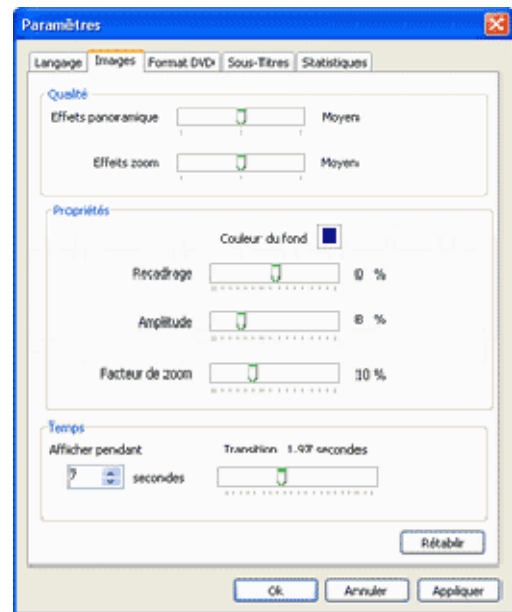 Paramètres
Langage Images Format DVD Sous-Titres Statistiques
Qualité
Effets panoramique Moyen
Effets zoom Moyen
Propriétés
Couleur du fond
Recadrage 0 %
Amplitude 8 %
Facteur de zoom 10 %
Temps
Afficher pendant Transition 1.97 secondes
7 secondes
Rétablir
Ok Annuler Appliquer